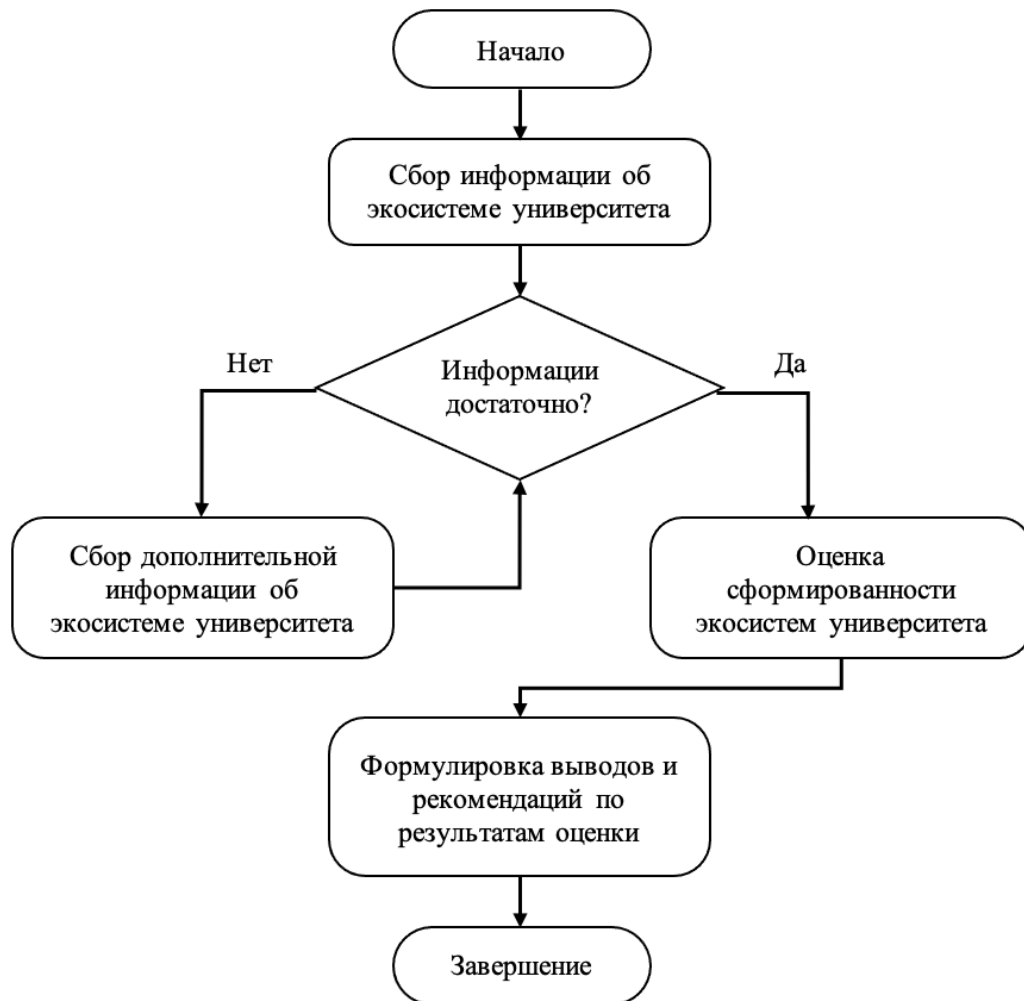 Начало
Сбор информации об
экосистеме университета
Нет
Информации
достаточно?
Да
Сбор дополнительной
информации об
экосистеме университета
Оценка
сформированности
экосистем университета
Формулировка выводов и
рекомендаций по
результатам оценки
Завершение